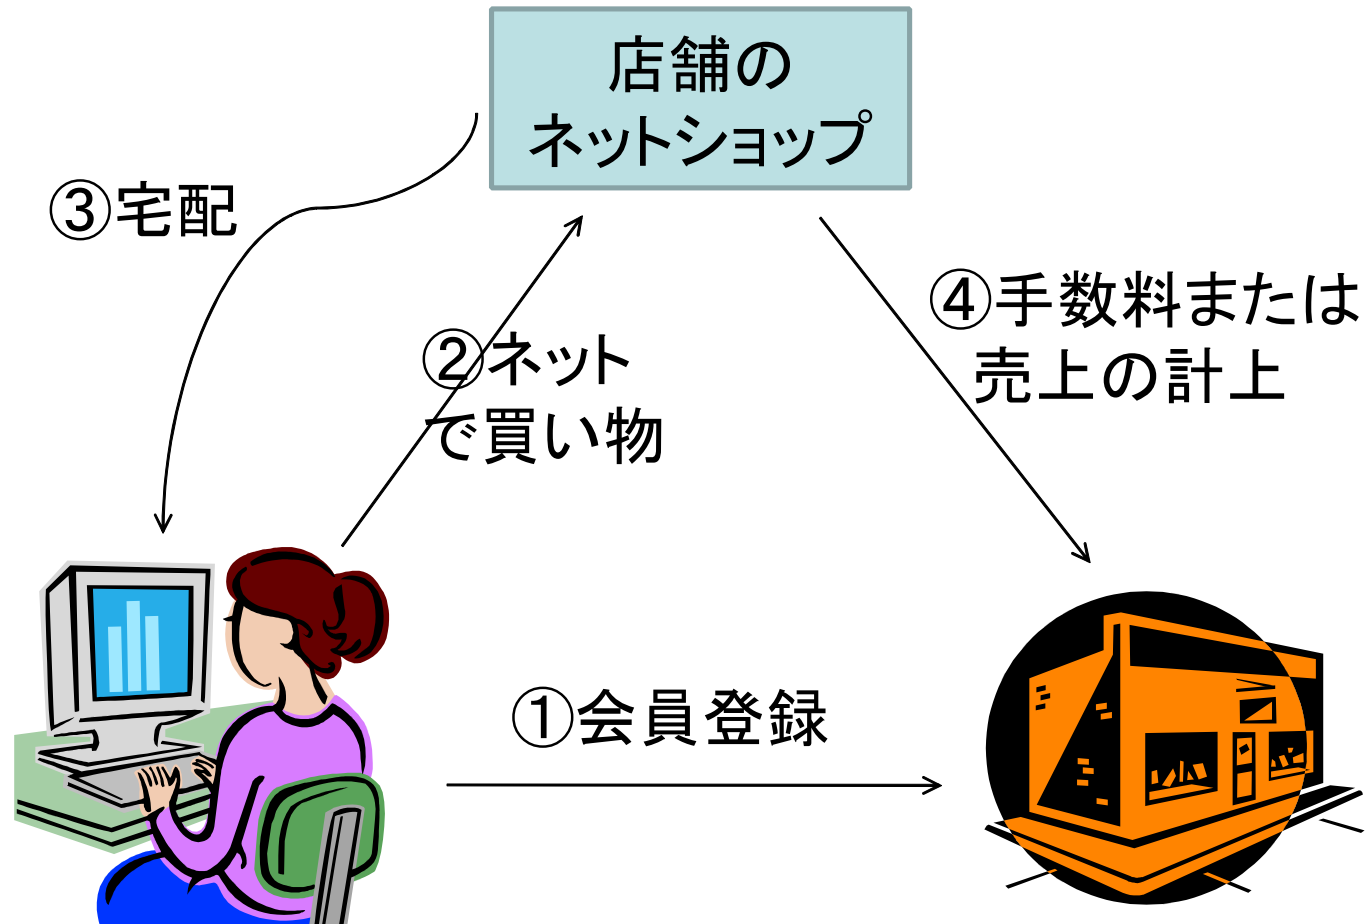 店舗の
ネットショップ
③宅配
②ネット
で買い物
④手数料または
売上の計上
①会員登録